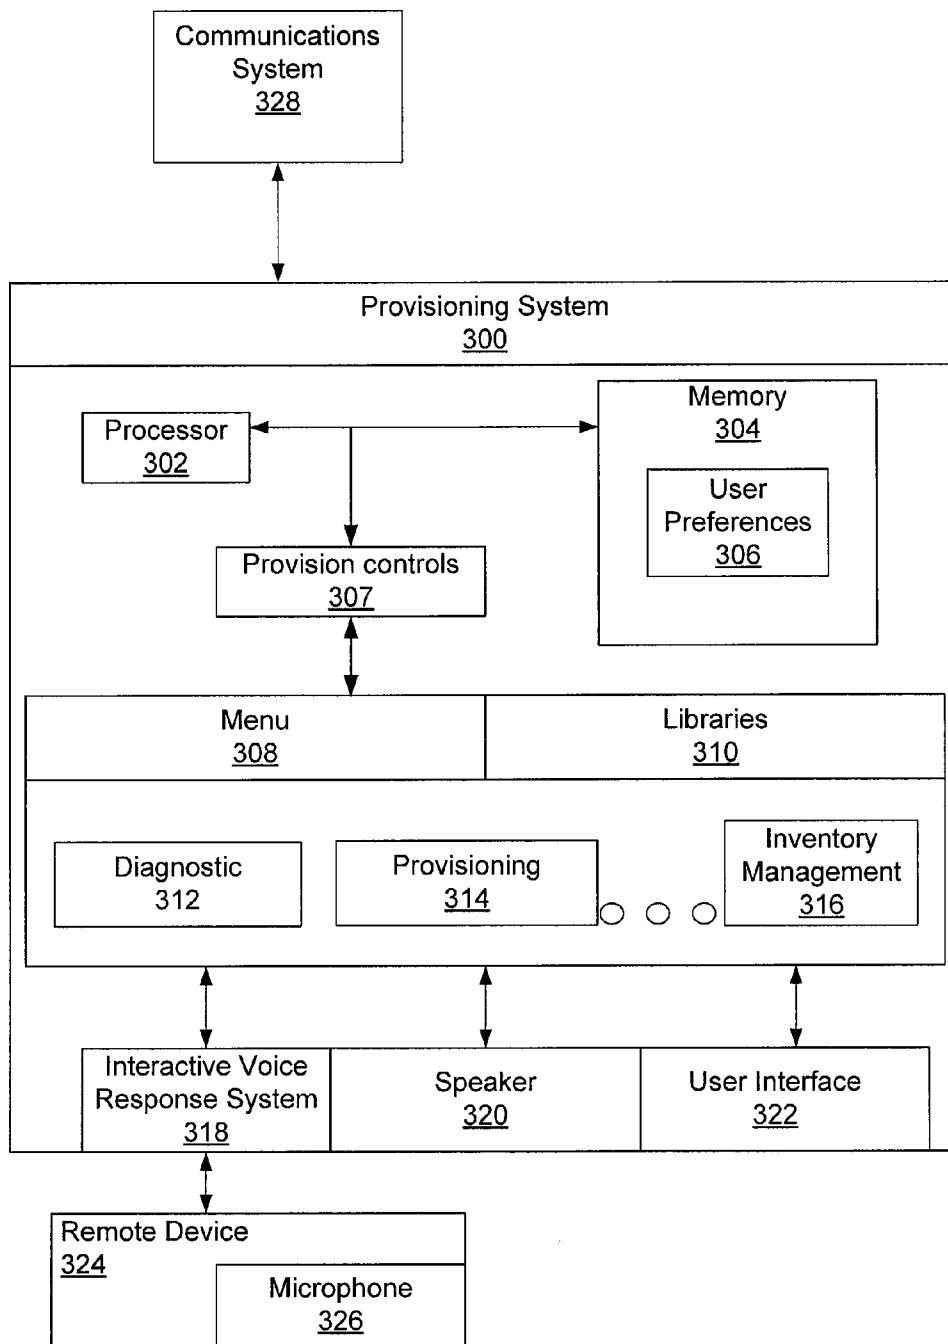 Communications
System
328
Provisioning System
300
Processor
302
Memory
304
User
Preferences
306
Provision controls
307
Menu
308
Libraries
310
Diagnostic
312
Provisioning
314
Inventory
Management
316
Interactive Voice
Response System
318
Speaker
320
User Interface
322
Remote Device
324
Microphone
326